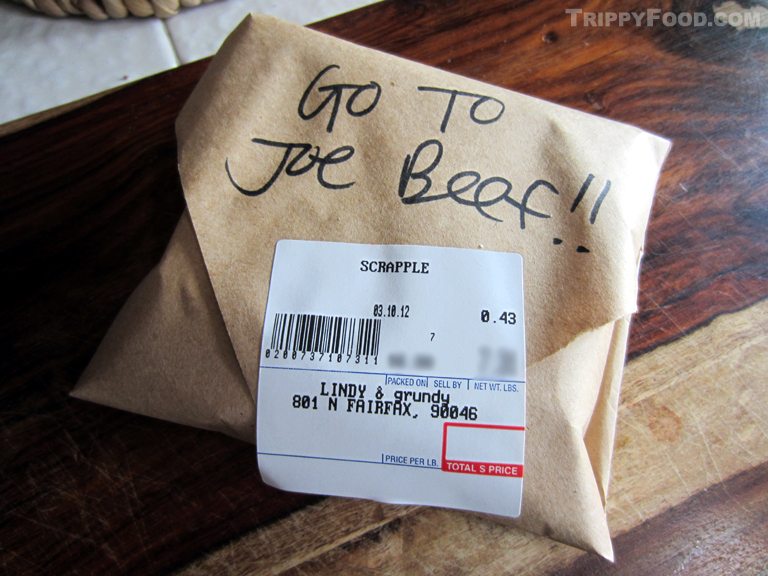 TRIPPYFOOD.COM
GO TO
JOE BEEF!!
SCRAPPLE
03.10.12 0.43
7
0200737107311
PACKED ON SELL BY NET WT. LBS.
LINDY & grundy
801 N FAIRFAX, 90046
PRICE PER LB. TOTAL S PRICE